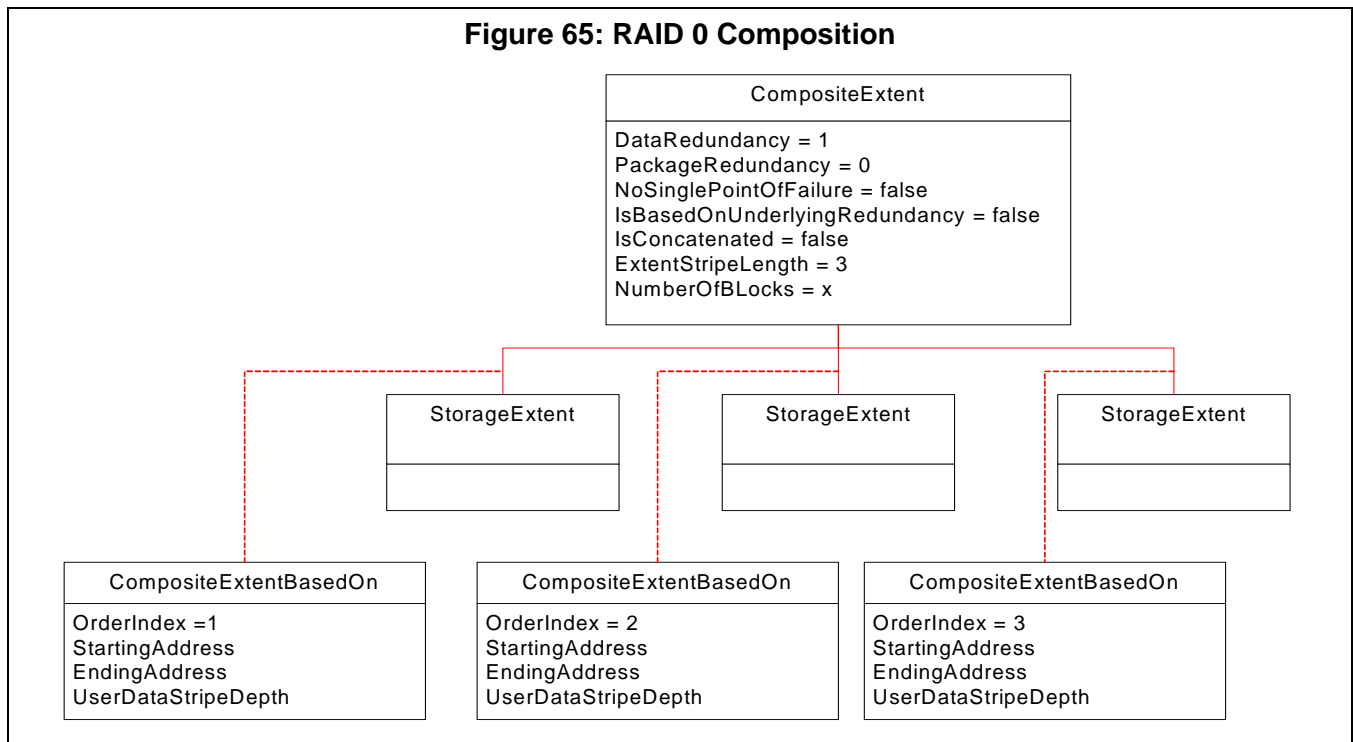 Figure 65: RAID 0 Composition
CompositeExtent
DataRedundancy = 1
PackageRedundancy = 0
NoSinglePointOfFailure = false
IsBasedOnUnderlyingRedundancy = false
IsConcatenated = false
ExtentStripeLength = 3
NumberOfBLocks = x
StorageExtent
StorageExtent
StorageExtent
CompositeExtentBasedOn
OrderIndex =1
StartingAddress
EndingAddress
UserDataStripeDepth
CompositeExtentBasedOn
OrderIndex = 2
StartingAddress
EndingAddress
UserDataStripeDepth
CompositeExtentBasedOn
OrderIndex = 3
StartingAddress
EndingAddress
UserDataStripeDepth